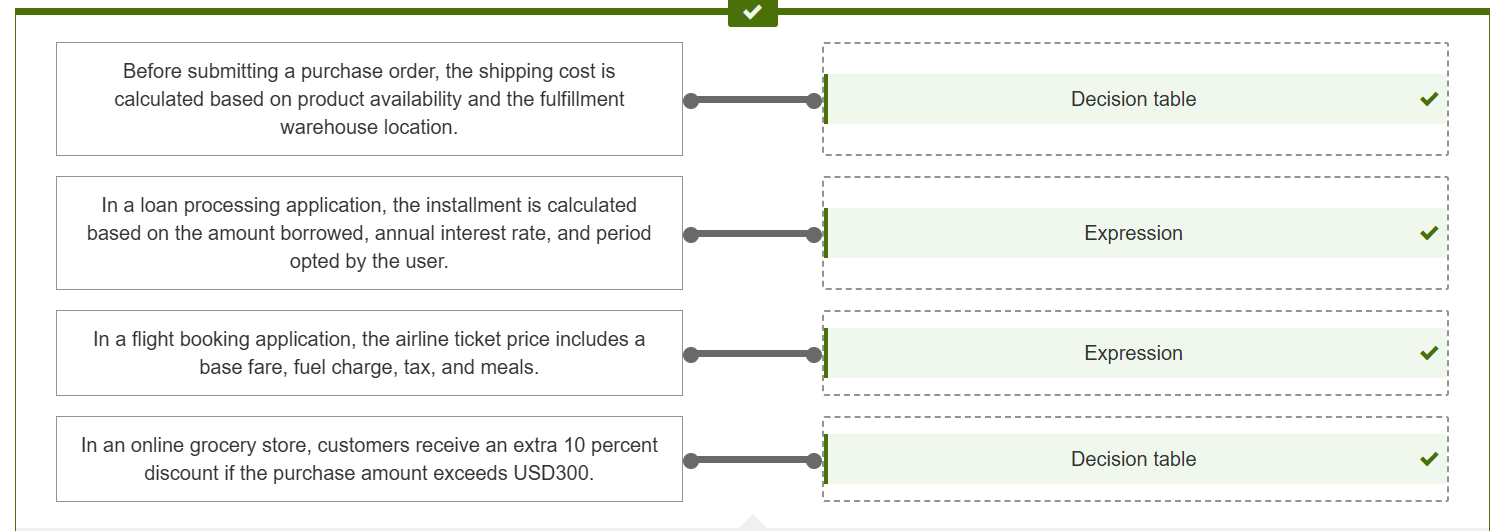 Before submitting a purchase order, the shipping cost is
calculated based on product availability and the fulfillment
warehouse location.
Decision table
In a loan processing application, the installment is calculated
based on the amount borrowed, annual interest rate, and period
opted by the user.
Expression
In a flight booking application, the airline ticket price includes a
base fare, fuel charge, tax, and meals.
Expression
In an online grocery store, customers receive an extra 10 percent
discount if the purchase amount exceeds USD300.
Decision table